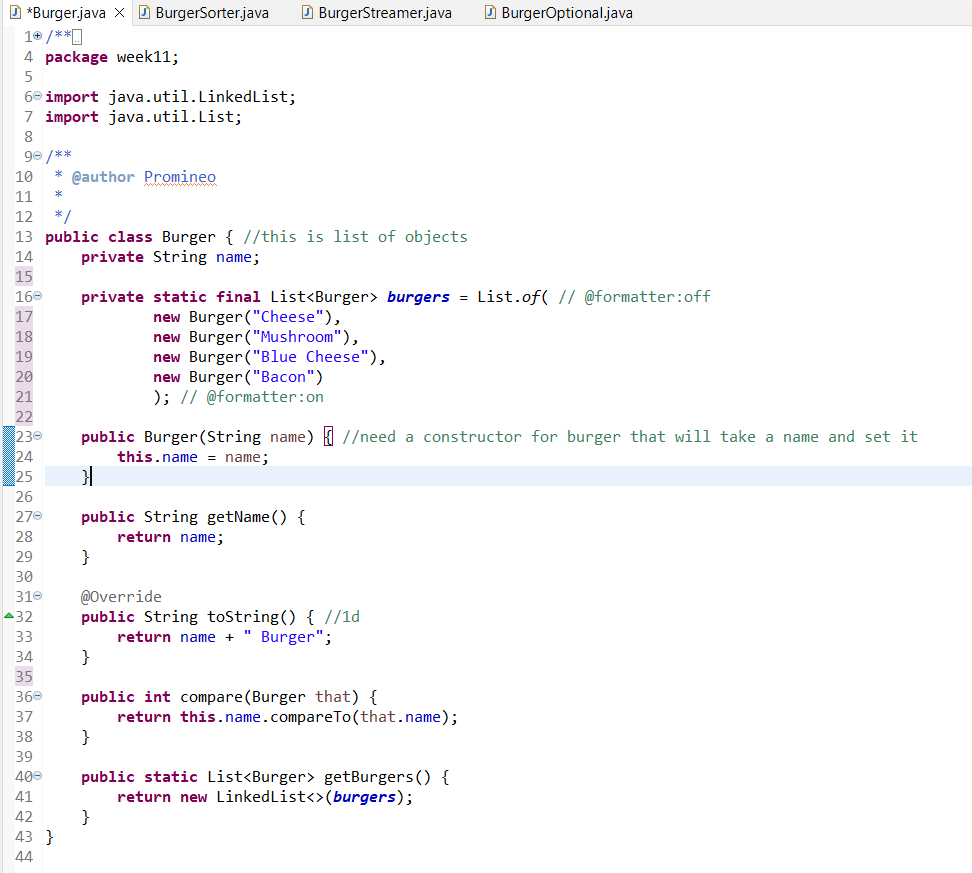 *Burger.java BurgerSorter.java BurgerStreamer.java BurgerOptional.java
1 /**
4 package week11;
5
6 import java.util.LinkedList;
7 import java.util.List;
8
9 /**
10  * @author Promineo
11  *
12  */
13 public class Burger { //this is list of objects
14     private String name;
15
16     private static final List<Burger> burgers = List.of( // @formatter:off
17             new Burger("Cheese"),
18             new Burger("Mushroom"),
19             new Burger("Blue Cheese"),
20             new Burger("Bacon")
21             ); // @formatter:on
22
23     public Burger(String name) { //need a constructor for burger that will take a name and set it
24         this.name = name;
25     }
26
27     public String getName() {
28         return name;
29     }
30
31     @Override
32     public String toString() { //1d
33         return name + " Burger";
34     }
35
36     public int compare(Burger that) {
37         return this.name.compareTo(that.name);
38     }
39
40     public static List<Burger> getBurgers() {
41         return new LinkedList<>(burgers);
42     }
43 }
44